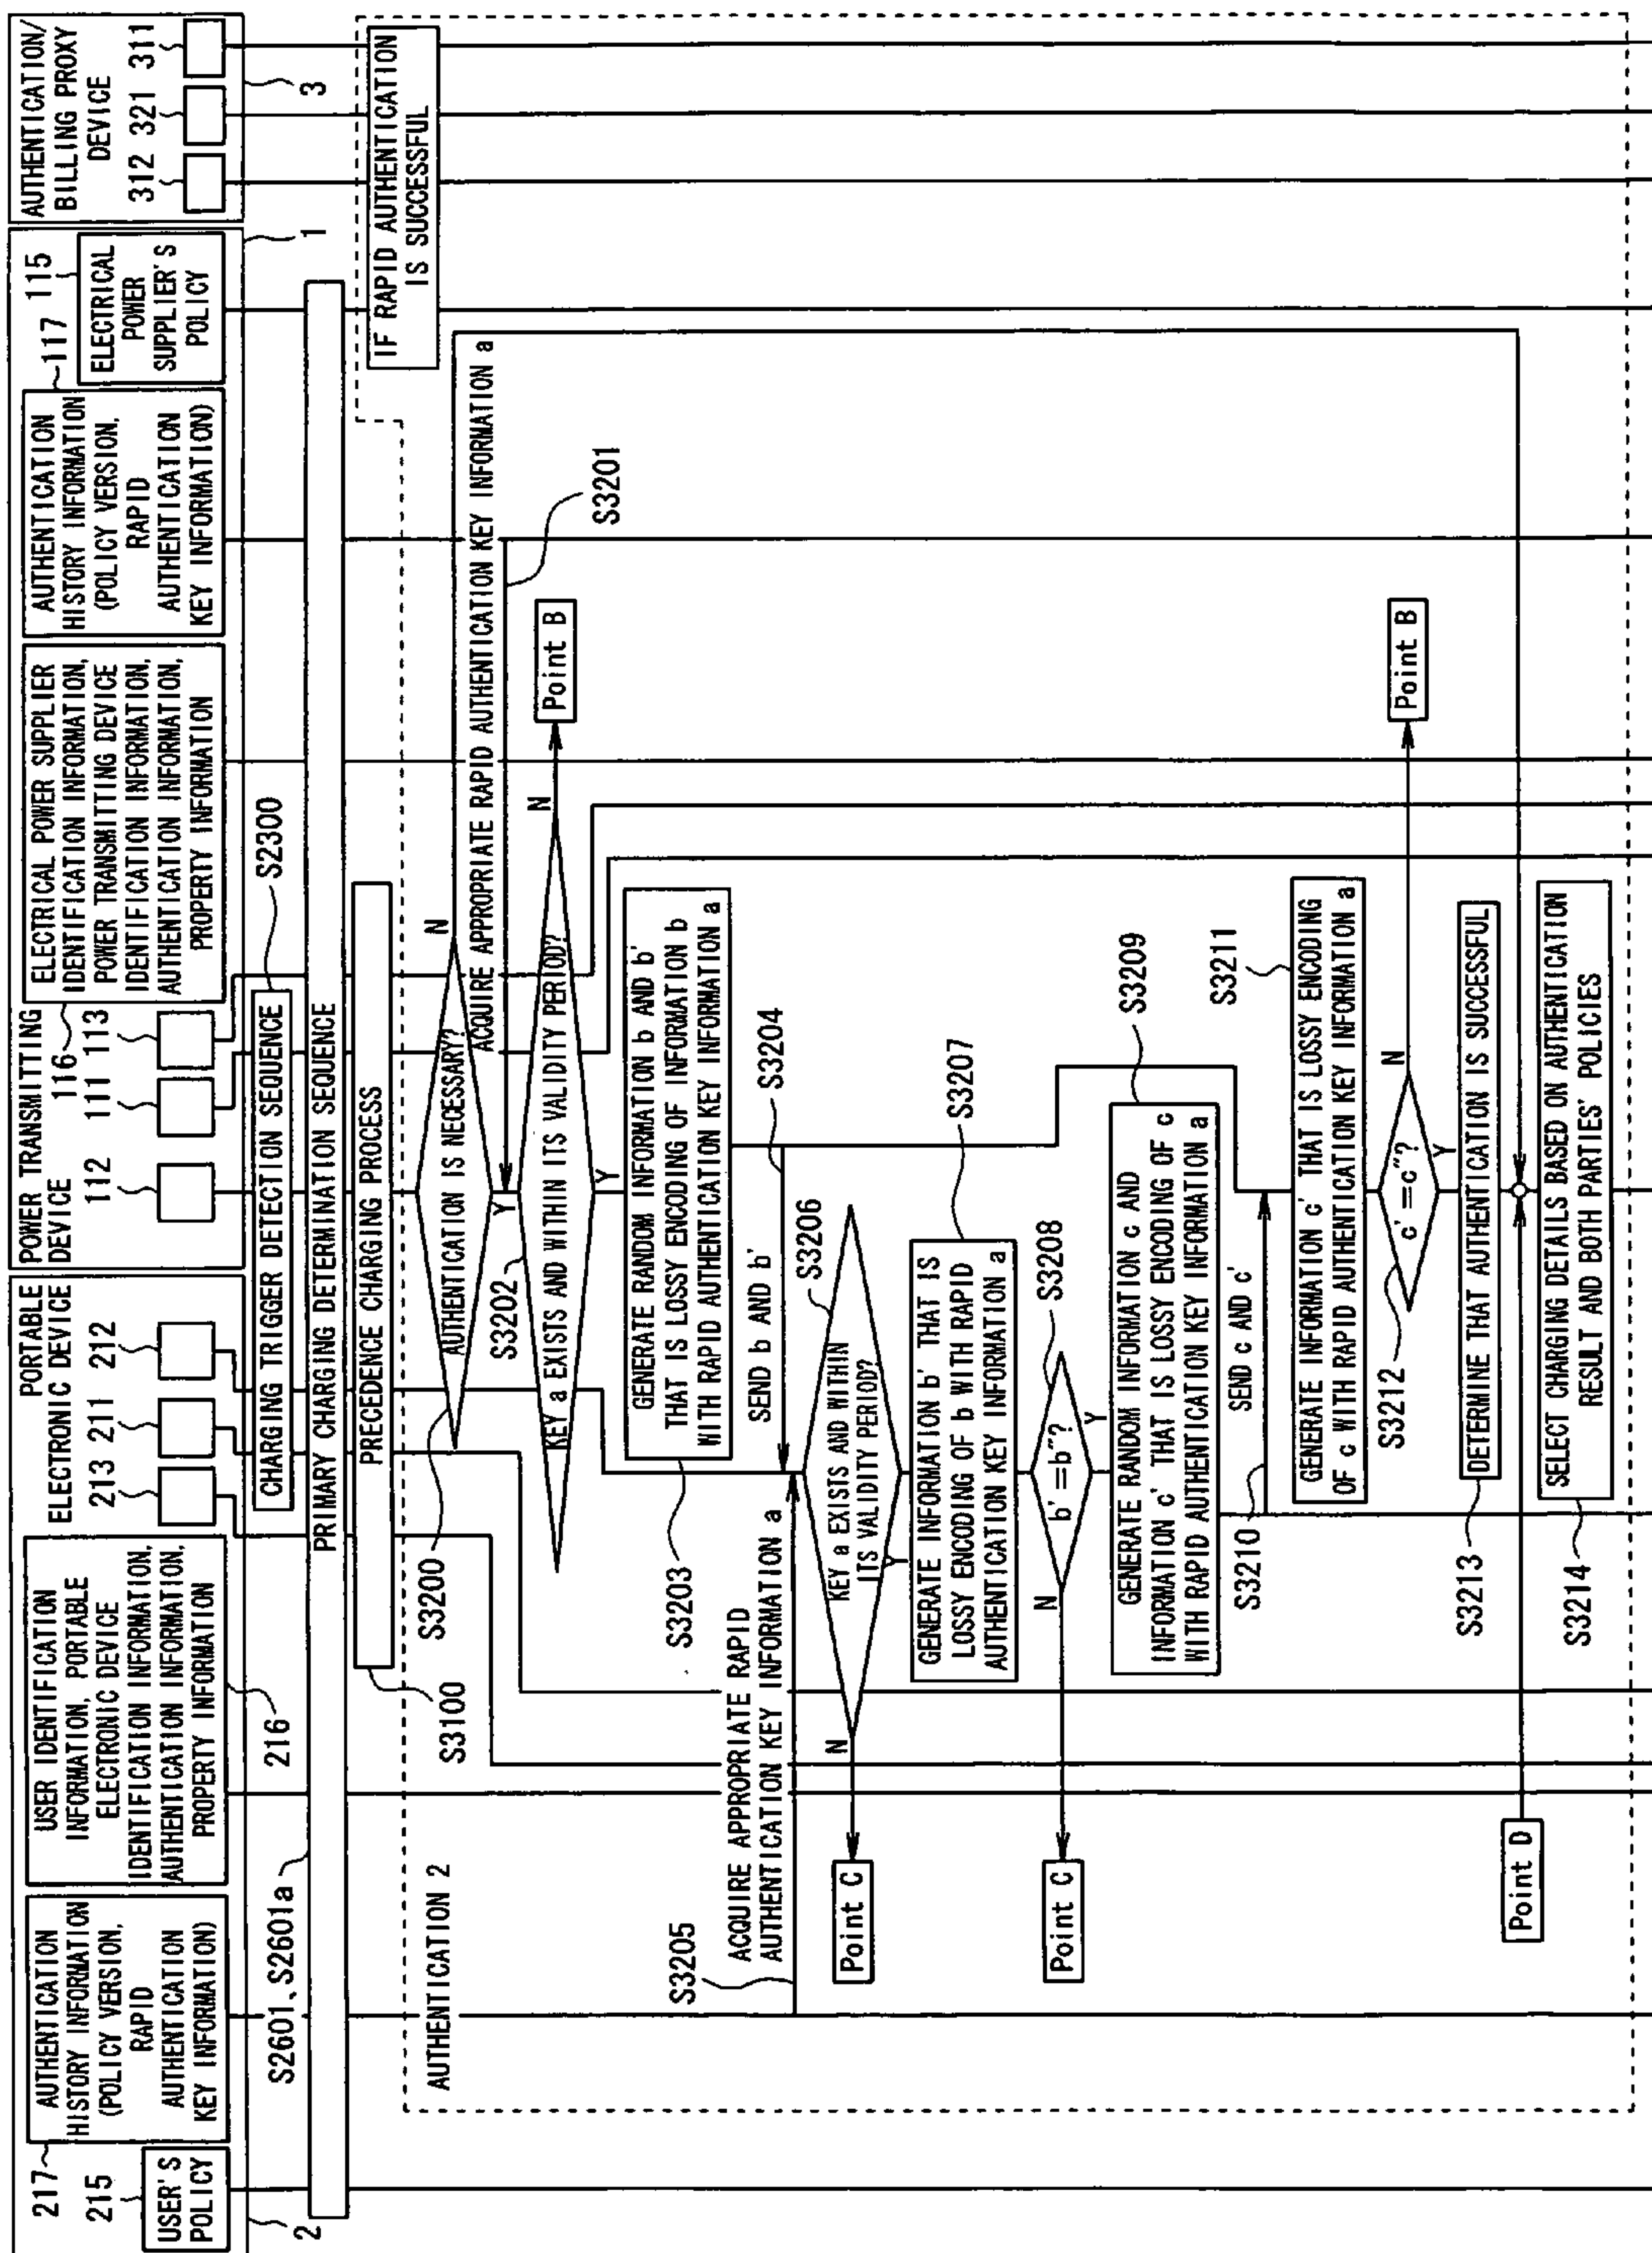 217
AUTHENTICATION
HISTORY INFORMATION
(POLICY VERSION,
RAPID
AUTHENTICATION
KEY INFORMATION)
215
USER'S
POLICY
2
USER IDENTIFICATION
INFORMATION, PORTABLE
ELECTRONIC DEVICE
IDENTIFICATION INFORMATION,
AUTHENTICATION INFORMATION,
PROPERTY INFORMATION
216
PORTABLE
ELECTRONIC DEVICE
213 211 212
POWER TRANSMITTING
DEVICE
112
111 113
116
ELECTRICAL POWER SUPPLIER
IDENTIFICATION INFORMATION,
POWER TRANSMITTING DEVICE
IDENTIFICATION INFORMATION,
AUTHENTICATION INFORMATION,
PROPERTY INFORMATION
AUTHENTICATION
HISTORY INFORMATION
(POLICY VERSION,
RAPID
AUTHENTICATION
KEY INFORMATION)
117
115
ELECTRICAL
POWER
SUPPLIER'S
POLICY
1
AUTHENTICATION/
BILLING PROXY
DEVICE
312 321 311
3
CHARGING TRIGGER DETECTION SEQUENCE
S2300
S2601、S2601a
PRIMARY CHARGING DETERMINATION SEQUENCE
PRECEDENCE CHARGING PROCESS
S3100
IF RAPID AUTHENTICATION
IS SUCCESSFUL
AUTHENTICATION 2
S3200
AUTHENTICATION IS NECESSARY?
N
Y
ACQUIRE APPROPRIATE RAPID AUTHENTICATION KEY INFORMATION a
S3201
S3202
KEY a EXISTS AND WITHIN ITS VALIDITY PERIOD?
N
Point B
Y
S3203
GENERATE RANDOM INFORMATION b AND b'
THAT IS LOSSY ENCODING OF INFORMATION b
WITH RAPID AUTHENTICATION KEY INFORMATION a
SEND b AND b'
S3204
S3205
ACQUIRE APPROPRIATE RAPID
AUTHENTICATION KEY INFORMATION a
S3206
KEY a EXISTS AND WITHIN
ITS VALIDITY PERIOD?
N
Point C
Y
S3207
GENERATE INFORMATION b' THAT IS
LOSSY ENCODING OF b WITH RAPID
AUTHENTICATION KEY INFORMATION a
S3208
b'=b"?
N
Point C
Y
S3209
GENERATE RANDOM INFORMATION c AND
INFORMATION c' THAT IS LOSSY ENCODING OF c
WITH RAPID AUTHENTICATION KEY INFORMATION a
S3210
SEND c AND c'
S3211
GENERATE INFORMATION c' THAT IS LOSSY ENCODING
OF c WITH RAPID AUTHENTICATION KEY INFORMATION a
S3212
c'=c"?
N
Point B
Y
S3213
DETERMINE THAT AUTHENTICATION IS SUCCESSFUL
Point D
S3214
SELECT CHARGING DETAILS BASED ON AUTHENTICATION
RESULT AND BOTH PARTIES' POLICIES